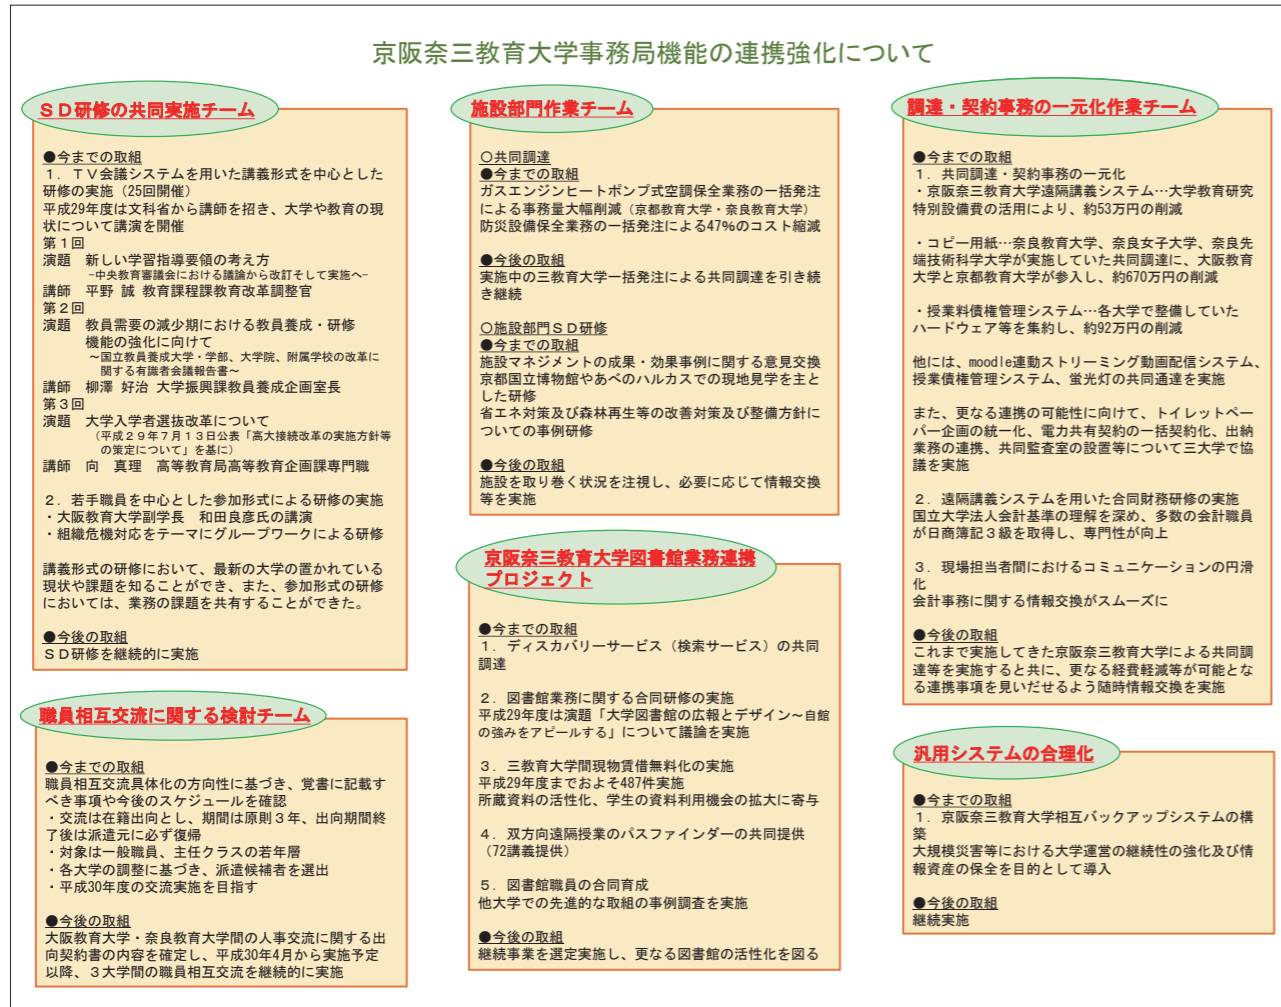 京阪奈三教育大学事務局機能の連携強化について
ＳＤ研修の共同実施チーム
●今までの取組
１．ＴＶ会議システムを用いた講義形式を中心とした
研修の実施（25回開催）
平成29年度は文科省から講師を招き、大学や教育の現
状について講演を開催
第１回
演題　新しい学習指導要領の考え方
-中央教育審議会における議論から改訂そして実施へ-
講師　平野 誠 教育課程課教育改革調整官
第２回
演題　教員需要の減少期における教員養成・研修
機能の強化に向けて
～国立教員養成大学・学部、大学院、附属学校の改革に
関する有識者会議報告書～
講師　柳澤 好治 大学振興課教員養成企画室長
第３回
演題　大学入学者選抜改革について
（平成２９年７月１３日公表「高大接続改革の実施方針等
の策定について」を基に）
講師　向　真理　高等教育局高等教育企画課専門職
２．若手職員を中心とした参加形式による研修の実施
・大阪教育大学副学長　和田良彦氏の講演
・組織危機対応をテーマにグループワークによる研修
講義形式の研修において、最新の大学の置かれている
現状や課題を知ることができ、また、参加形式の研修
においては、業務の課題を共有することができた。
●今後の取組
ＳＤ研修を継続的に実施
職員相互交流に関する検討チーム
●今までの取組
職員相互交流具体化の方向性に基づき、覚書に記載す
べき事項や今後のスケジュールを確認
・交流は在籍出向とし、期間は原則３年、出向期間終
了後は派遣元に必ず復帰
・対象は一般職員、主任クラスの若年層
・各大学の調整に基づき、派遣候補者を選出
・平成30年度の交流実施を目指す
●今後の取組
大阪教育大学・奈良教育大学間の人事交流に関する出
向契約書の内容を確定し、平成30年4月から実施予定
以降、３大学間の職員相互交流を継続的に実施
施設部門作業チーム
○共同調達
●今までの取組
ガスエンジンヒートポンプ式空調保全業務の一括発注
による事務量大幅削減（京都教育大学・奈良教育大学）
防災設備保全業務の一括発注による47%のコスト縮減
●今後の取組
実施中の三教育大学一括発注による共同調達を引き続
き継続
○施設部門ＳＤ研修
●今までの取組
施設マネジメントの成果・効果事例に関する意見交換
京都国立博物館やあべのハルカスでの現地見学を主と
した研修
省エネ対策及び森林再生等の改善対策及び整備方針に
ついての事例研修
●今後の取組
施設を取り巻く状況を注視し、必要に応じて情報交換
等を実施
京阪奈三教育大学図書館業務連携
プロジェクト
●今までの取組
１．ディスカバリーサービス（検索サービス）の共同
調達
２．図書館業務に関する合同研修の実施
平成29年度は演題「大学図書館の広報とデザイン～自館
の強みをアピールする」について議論を実施
３．三教育大学間現物貸借無料化の実施
平成29年度までおよそ487件実施
所蔵資料の活性化、学生の資料利用機会の拡大に寄与
４．双方向遠隔授業のパスファインダーの共同提供
（72講義提供）
５．図書館職員の合同育成
他大学での先進的な取組の事例調査を実施
●今後の取組
継続事業を選定実施し、更なる図書館の活性化を図る
調達・契約事務の一元化作業チーム
●今までの取組
１．共同調達・契約事務の一元化
・京阪奈三教育大学遠隔講義システム…大学教育研究
特別設備費の活用により、約53万円の削減
・コピー用紙…奈良教育大学、奈良女子大学、奈良先
端技術科学大学が実施していた共同調達に、大阪教育
大学と京都教育大学が参入し、約670万円の削減
・授業料債権管理システム…各大学で整備していた
ハードウェア等を集約し、約92万円の削減
他には、moodle連動ストリーミング動画配信システム、
授業債権管理システム、蛍光灯の共同通達を実施
また、更なる連携の可能性に向けて、トイレットペー
パー企画の統一化、電力共有契約の一括契約化、出納
業務の連携、共同監査室の設置等について三大学で協
議を実施
２．遠隔講義システムを用いた合同財務研修の実施
国立大学法人会計基準の理解を深め、多数の会計職員
が日商簿記３級を取得し、専門性が向上
３．現場担当者間におけるコミュニケーションの円滑
化
会計事務に関する情報交換がスムーズに
●今後の取組
これまで実施してきた京阪奈三教育大学による共同調
達等を実施すると共に、更なる経費軽減等が可能とな
る連携事項を見いだせるよう随時情報交換を実施
汎用システムの合理化
●今までの取組
１．京阪奈三教育大学相互バックアップシステムの構
築
大規模災害等における大学運営の継続性の強化及び情
報資産の保全を目的として導入
●今後の取組
継続実施